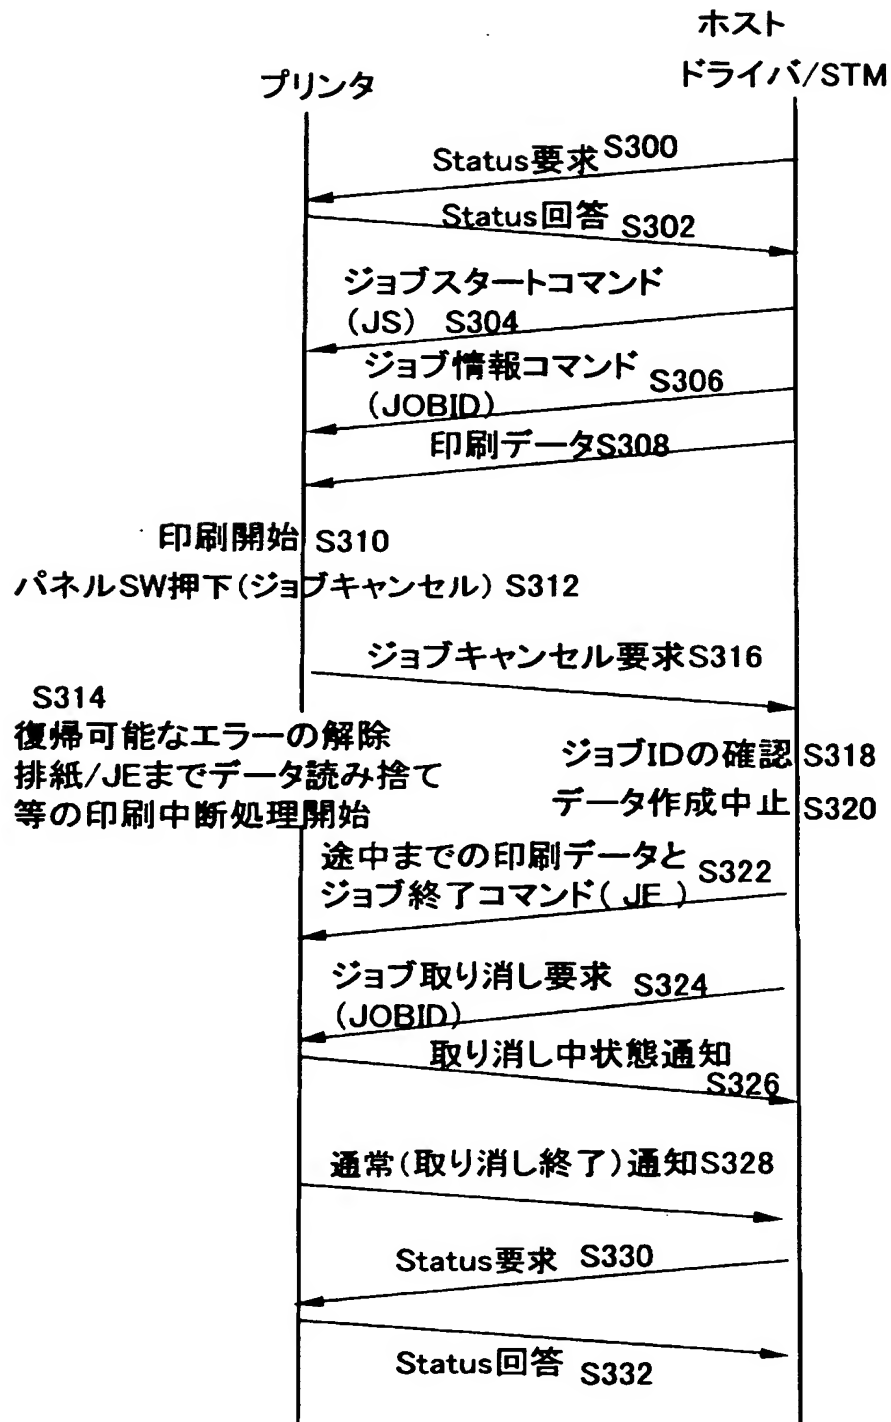 ホスト
ドライバ/STM
プリンタ
Status要求 S300
Status回答 S302
ジョブスタートコマンド
(JS) S304
ジョブ情報コマンド S306
(JOBID)
印刷データS308
印刷開始 S310
パネルSW押下(ジョブキャンセル) S312
ジョブキャンセル要求S316
S314
復帰可能なエラーの解除
排紙/JEまでデータ読み捨て
等の印刷中断処理開始
ジョブIDの確認 S318
データ作成中止 S320
途中までの印刷データと S322
ジョブ終了コマンド( JE )
ジョブ取り消し要求 S324
(JOBID)
取り消し中状態通知
S326
通常(取り消し終了)通知S328
Status要求 S330
Status回答 S332